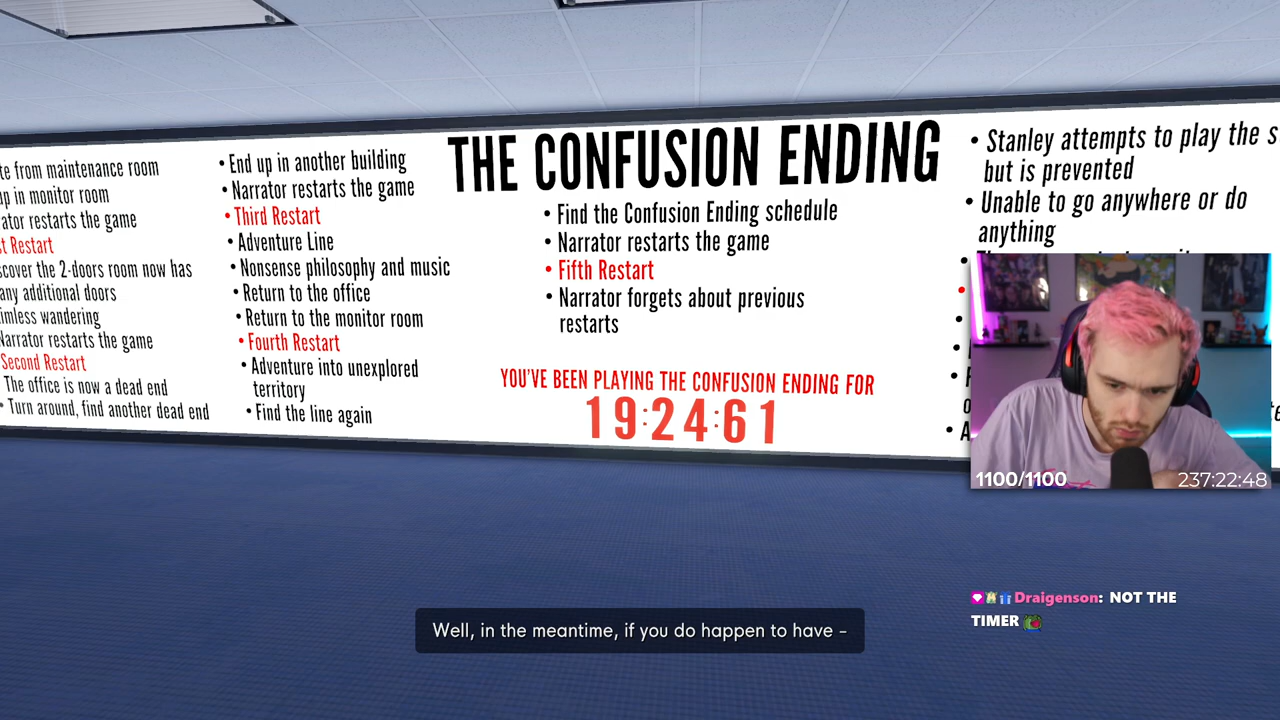 THE CONFUSION ENDING
from maintenance room
in monitor room
restarts the game
Restart
the 2-doors room now has
additional doors
wandering
Narrator restarts the game
Second Restart
The office is now a dead end
• Turn around, find another dead end
• End up in another building
• Narrator restarts the game
• Third Restart
• Adventure Line
• Nonsense philosophy and music
• Return to the office
• Return to the monitor room
• Fourth Restart
• Adventure into unexplored
territory
• Find the line again
• Find the Confusion Ending schedule
• Narrator restarts the game
• Fifth Restart
• Narrator forgets about previous
restarts
YOU'VE BEEN PLAYING THE CONFUSION ENDING FOR
19:24:61
• Stanley attempts to play the
but is prevented
• Unable to go anywhere or do
anything
1100/1100
237:22:48
Draigenson: NOT THE
TIMER
Well, in the meantime, if you do happen to have –